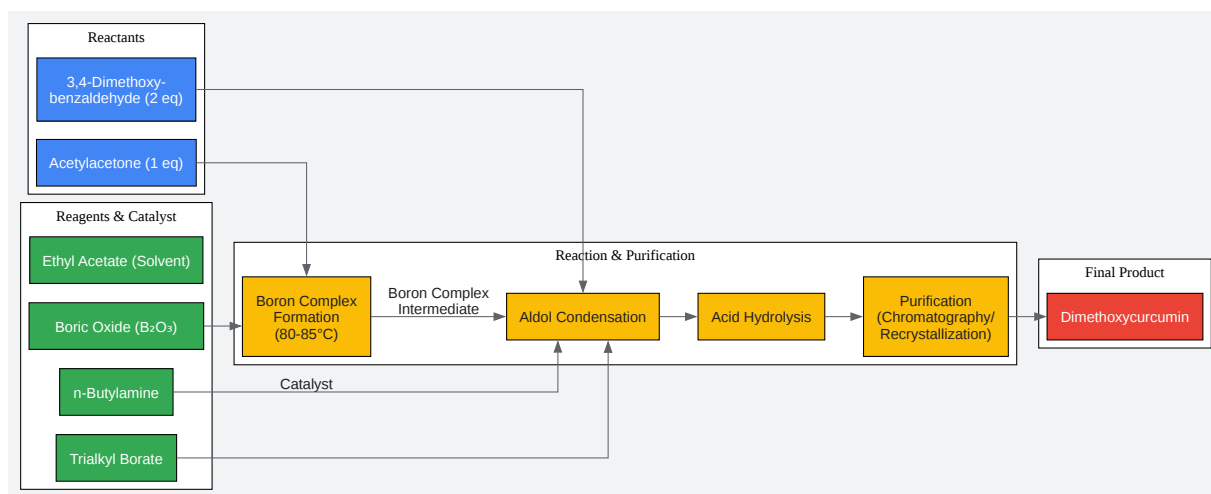 Reactants
3,4-Dimethoxy-
benzaldehyde (2 eq)
Acetylacetone (1 eq)
Reagents & Catalyst
Ethyl Acetate (Solvent)
Boric Oxide (B₂O₃)
n-Butylamine
Trialkyl Borate
Catalyst
Reaction & Purification
Boron Complex
Formation
(80-85°C)
Boron Complex
Intermediate
Aldol Condensation
Acid Hydrolysis
Purification
(Chromatography/
Recrystallization)
Final Product
Dimethoxycurcumin